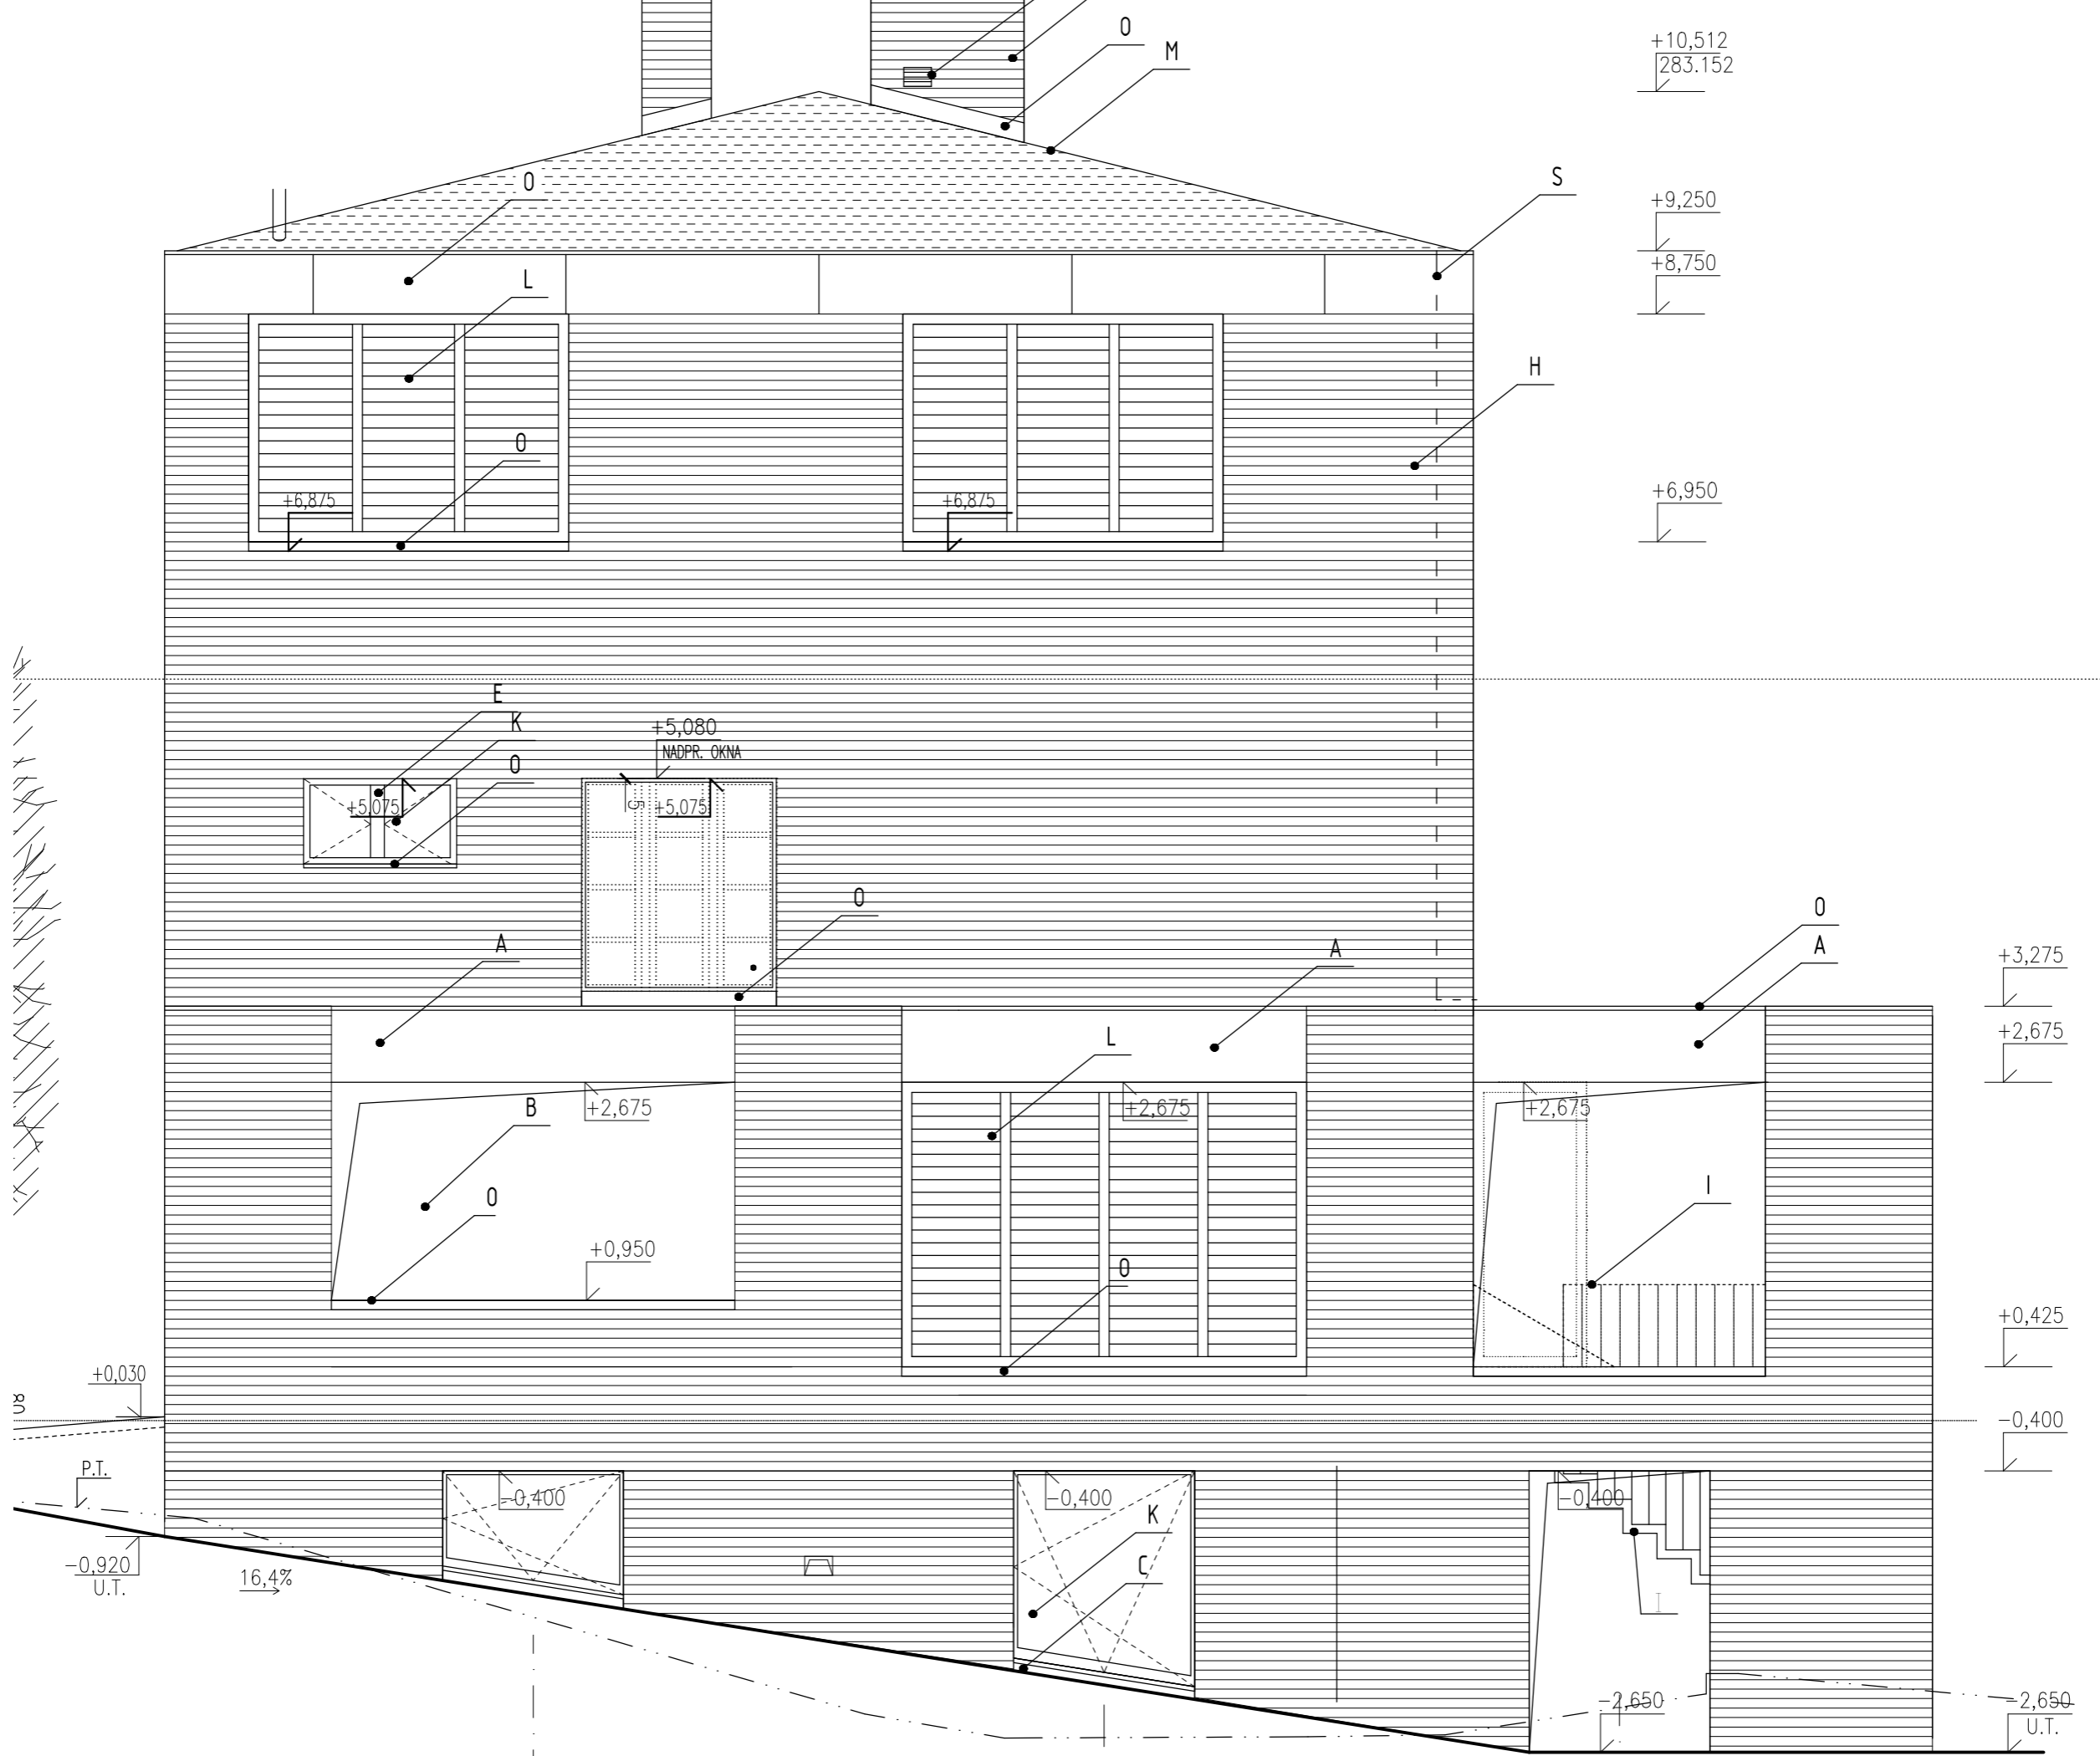 O
M
+10,512
283.152
O
S
+9,250
+8,750
L
H
O
+6,875
+6,875
+6,950
E
K
O
+5,080
NADPR. OKNA
+5,075
+5,075
O
O
A
A
A
+3,275
+2,675
L
B
+2,675
+2,675
+2,675
O
I
+0,950
O
+0,425
+0,030
-0,400
P.T.
-0,400
-0,400
-0,400
K
C
-0,920
U.T.
16,4%
I
-2,650
-2,650
U.T.